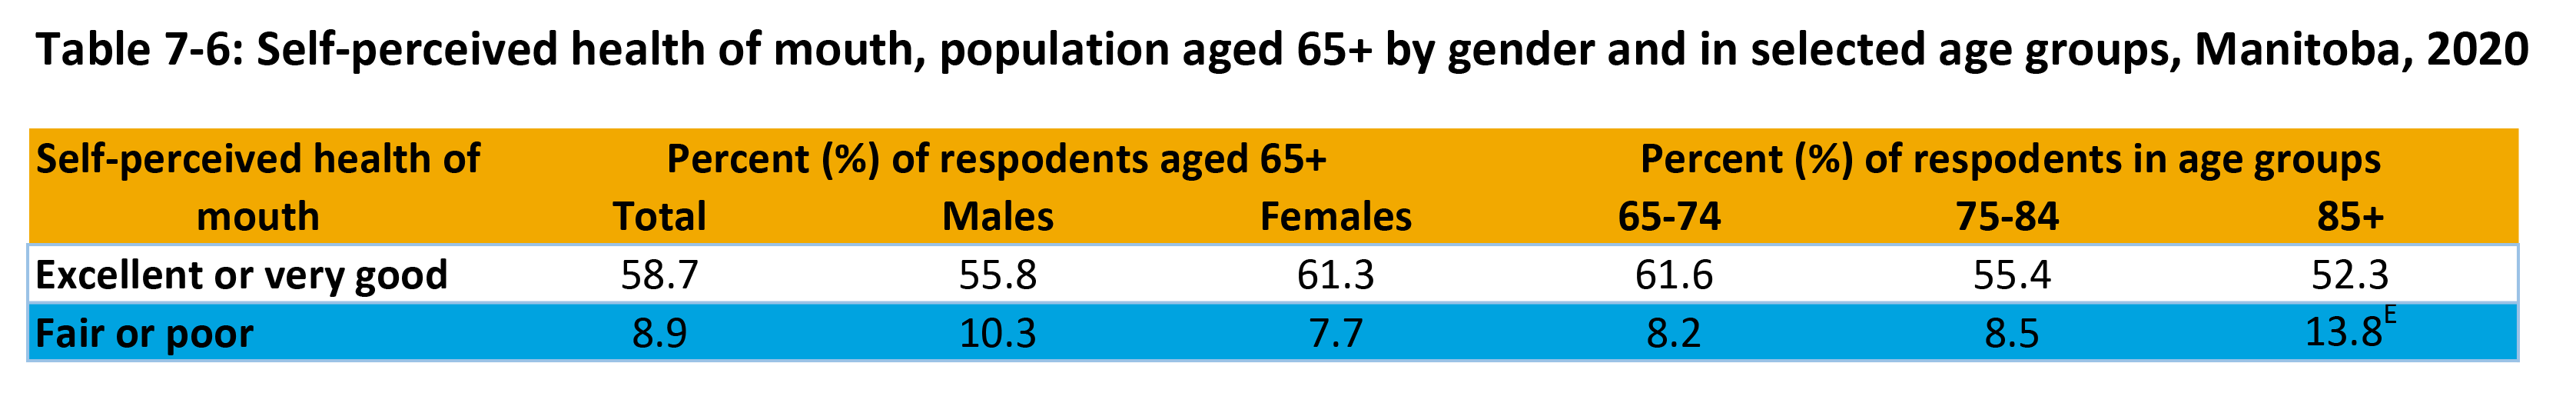 Table 7-6: Self-perceived health of mouth, population aged 65+ by gender and in selected age groups, Manitoba, 2020
Self-perceived health of mouth Percent (%) of respodents aged 65+ Percent (%) of respodents in age groups
Total Males Females 65-74 75-84 85+
Excellent or very good 58.7 55.8 61.3 61.6 55.4 52.3
Fair or poor 8.9 10.3 7.7 8.2 8.5 13.8E